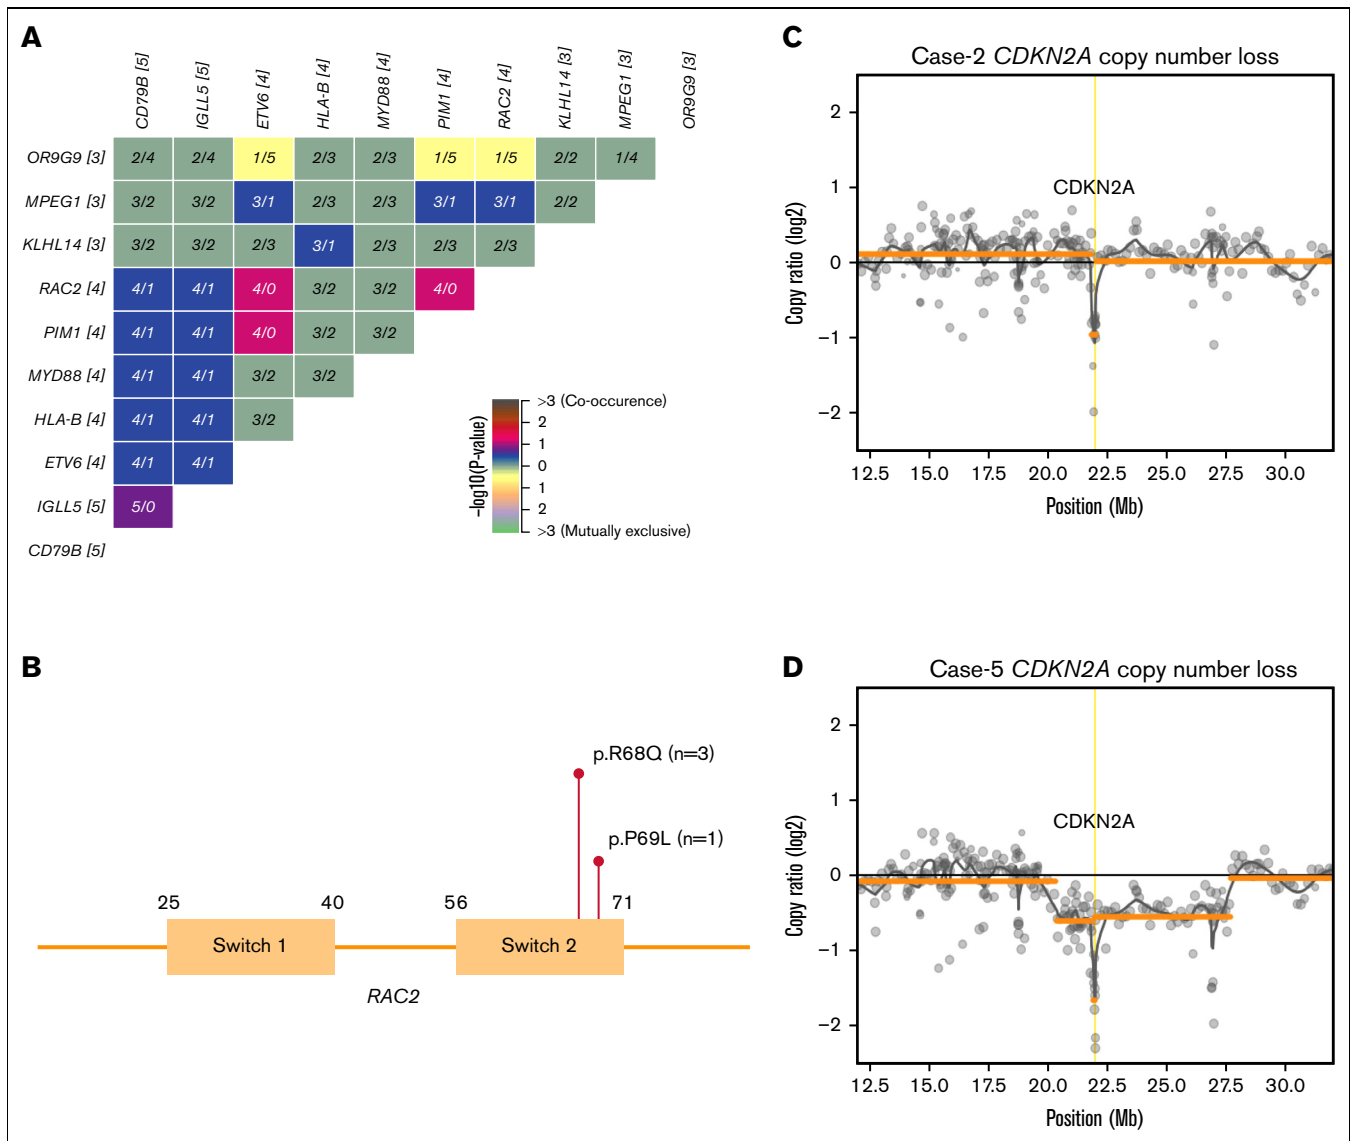 A
CD79B [5]
IGLL5 [5]
ETV6 [4]
HLA-B [4]
MYD88 [4]
PIM1 [4]
RAC2 [4]
KLHL14 [3]
MPEG1 [3]
OR9G9 [3]
OR9G9 [3] 2/4 2/4 1/5 2/3 2/3 1/5 1/5 2/2 1/4
MPEG1 [3] 3/2 3/2 3/1 2/3 2/3 3/1 3/1 2/2
KLHL14 [3] 3/2 3/2 2/3 3/1 2/3 2/3 2/3
RAC2 [4] 4/1 4/1 4/0 3/2 3/2 4/0
PIM1 [4] 4/1 4/1 4/0 3/2 3/2
MYD88 [4] 4/1 4/1 3/2 3/2
HLA-B [4] 4/1 4/1 3/2
ETV6 [4] 4/1 4/1
IGLL5 [5] 5/0
CD79B [5]
–log10(P-value)
>3 (Co-occurence)
2
1
0
1
2
>3 (Mutually exclusive)
B
p.R68Q (n=3)
p.P69L (n=1)
25 40 56 71
Switch 1 Switch 2
RAC2
C
Case-2 CDKN2A copy number loss
CDKN2A
Copy ratio (log2)
2
1
0
–1
–2
12.5 15.0 17.5 20.0 22.5 25.0 27.5 30.0
Position (Mb)
D
Case-5 CDKN2A copy number loss
CDKN2A
Copy ratio (log2)
2
1
0
–1
–2
12.5 15.0 17.5 20.0 22.5 25.0 27.5 30.0
Position (Mb)